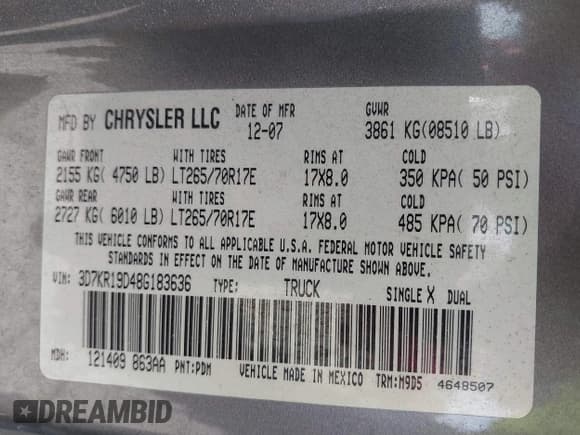 MFD BY CHRYSLER LLC DATE OF MFR 12-07 GVWR 3861 KG(08510 LB)
GAWR FRONT WITH TIRES RIMS AT COLD
2155 KG( 4750 LB) LT265/70R17E 17X8.0 350 KPA( 50 PSI)
GAWR REAR WITH TIRES RIMS AT COLD
2727 KG( 6010 LB) LT265/70R17E 17X8.0 485 KPA( 70 PSI)
THIS VEHICLE CONFORMS TO ALL APPLICABLE U.S.A. FEDERAL MOTOR VEHICLE SAFETY
STANDARDS IN EFFECT ON THE DATE OF MANUFACTURE SHOWN ABOVE.
VIN: 3D7KR19D48G183636 TYPE: TRUCK SINGLE X DUAL
MDH: 121409 863AA PNT:PDM VEHICLE MADE IN MEXICO TRM:M9D5 4648507
DREAMBID